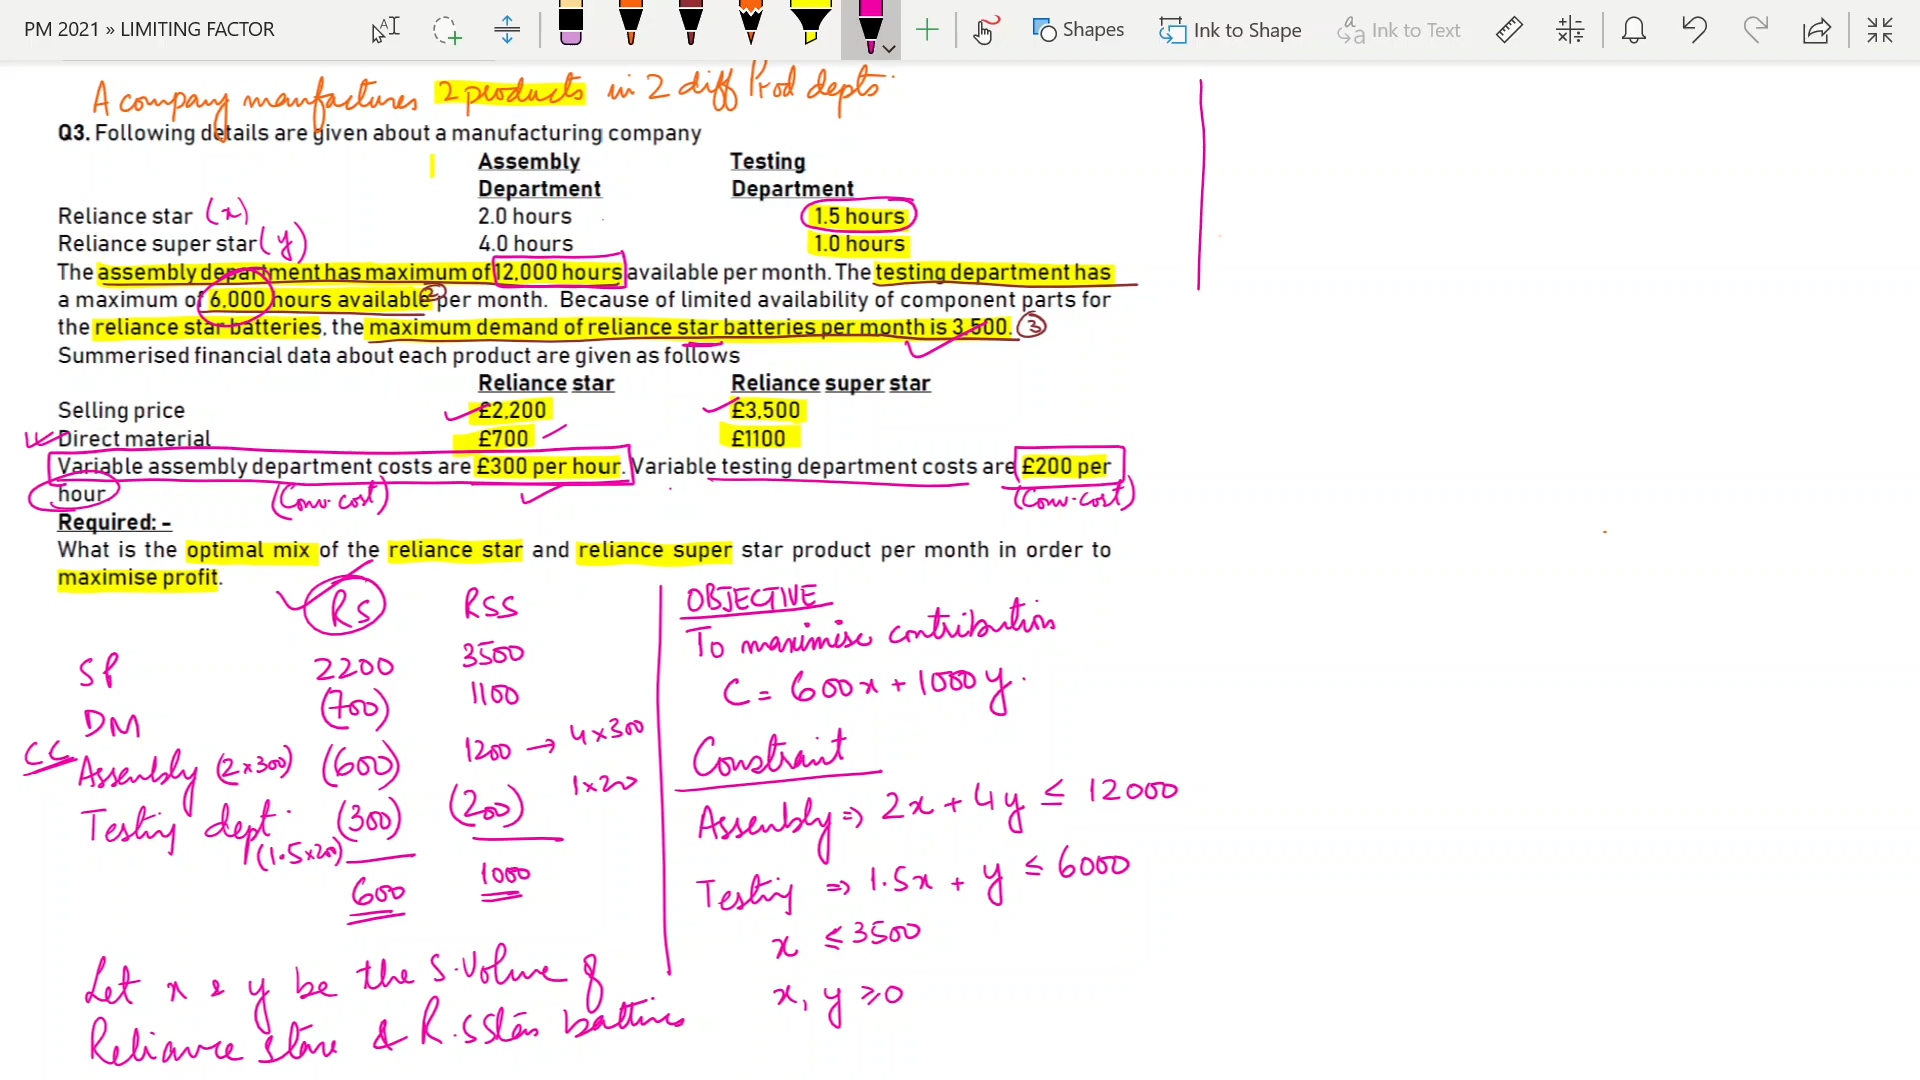 PM 2021 » LIMITING FACTOR
Shapes
Ink to Shape
Ink to Text
A company manufactures 2 products in 2 diff Prod depts.
Q3. Following details are given about a manufacturing company
Assembly Testing
Department Department
Reliance star (x) 2.0 hours 1.5 hours
Reliance super star (y) 4.0 hours 1.0 hours
The assembly department has maximum of 12,000 hours available per month. The testing department has
a maximum of 6,000 hours available ② per month. Because of limited availability of component parts for
the reliance star batteries, the maximum demand of reliance star batteries per month is 3,500. ③
Summerised financial data about each product are given as follows
Reliance star Reliance super star
Selling price £2,200 £3,500
Direct material £700 £1100
Variable assembly department costs are £300 per hour. Variable testing department costs are £200 per
hour (Conv. cost) (Conv. cost)
Required: -
What is the optimal mix of the reliance star and reliance super star product per month in order to
maximise profit.
RS RSS
SP 2200 3500
DM (700) 1100
CC Assembly (2x300) (600) 1200 → 4x300
Testing dept. (300) (200) 1x200
(1.5x200)
600 1000
Let x & y be the S.Volume of
Reliance stare & R.SStar batteries
OBJECTIVE
To maximise contribution
C = 600x + 1000y.
Constraint
Assembly ⇒ 2x + 4y ≤ 12000
Testing ⇒ 1.5x + y ≤ 6000
x ≤ 3500
x, y ≥ 0